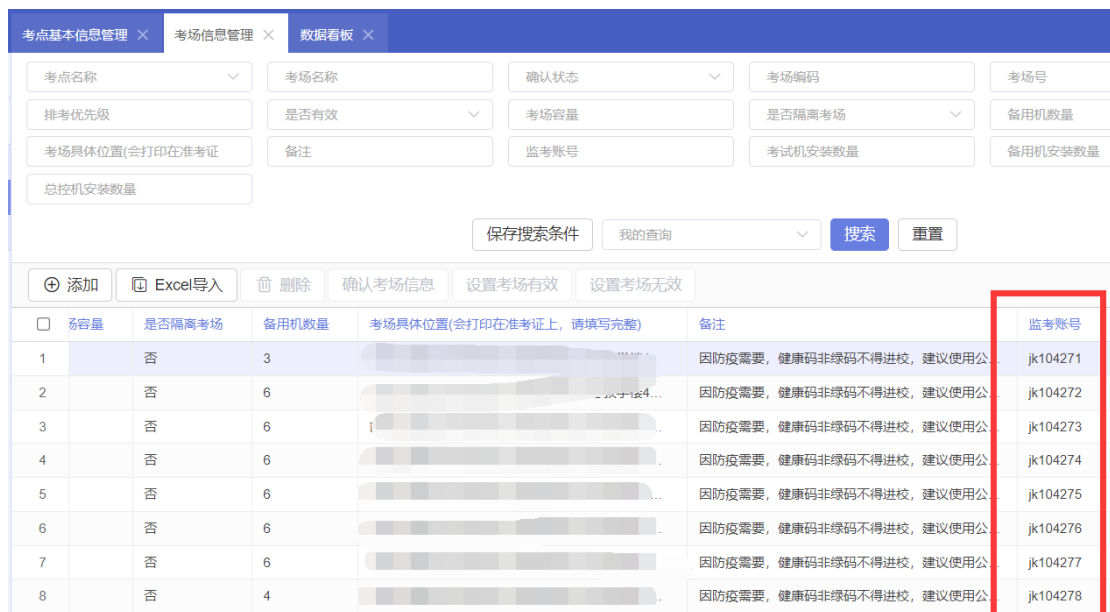 考点基本信息管理 考场信息管理 数据看板
考点名称 考场名称 确认状态 考场编码 考场号
排考优先级 是否有效 考场容量 是否隔离考场 备用机数量
考场具体位置(会打印在准考证 备注 监考账号 考试机安装数量 备用机安装数量
总控机安装数量
保存搜索条件 我的查询 搜索 重置
添加 Excel导入 删除 确认考场信息 设置考场有效 设置考场无效
场容量 是否隔离考场 备用机数量 考场具体位置(会打印在准考证上，请填写完整) 备注 监考账号
1 否 3 因防疫需要，健康码非绿码不得进校，建议使用公... jk104271
2 否 6 教学楼4... 因防疫需要，健康码非绿码不得进校，建议使用公... jk104272
3 否 6 因防疫需要，健康码非绿码不得进校，建议使用公... jk104273
4 否 6 因防疫需要，健康码非绿码不得进校，建议使用公... jk104274
5 否 6 因防疫需要，健康码非绿码不得进校，建议使用公... jk104275
6 否 6 因防疫需要，健康码非绿码不得进校，建议使用公... jk104276
7 否 6 因防疫需要，健康码非绿码不得进校，建议使用公... jk104277
8 否 4 因防疫需要，健康码非绿码不得进校，建议使用公... jk104278